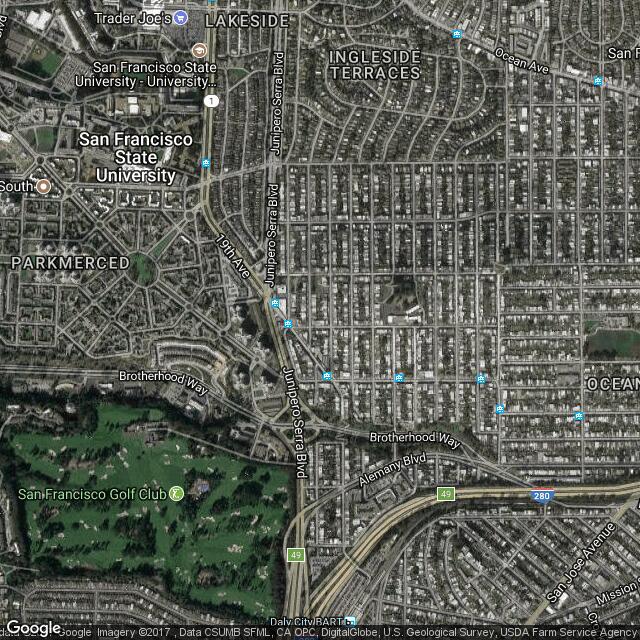 Trader Joe's
LAKESIDE
Blvd
San Francisco State
University - University...
INGLESIDE
TERRACES
Ocean Ave
San F
1
Junipero Serra Blvd
San Francisco
State
University
South
Junipero Serra Blvd
19th Ave
PARKMERCED
Brotherhood Way
Junipero Serra Blvd
OCEAN
Brotherhood Way
Alemany Blvd
San Francisco Golf Club
49
280
49
San Jose Avenue
Mission
Daly City BART
Google
Google Imagery ©2017 , Data CSUMB SFML, CA OPC, DigitalGlobe, U.S. Geological Survey, USDA Farm Service Agency